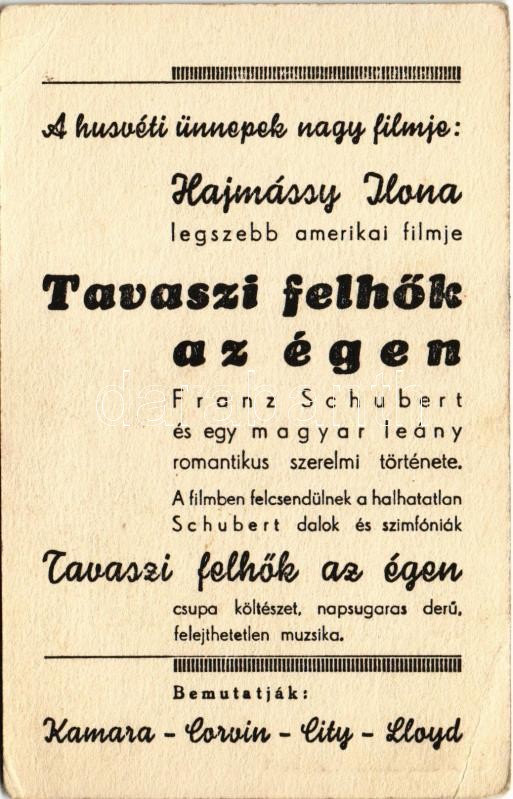 A husvéti ünnepek nagy filmje:
Hajmássy Ilona
legszebb amerikai filmje
Tavaszi felhők
az égen
Franz Schubert
és egy magyar leány
romantikus szerelmi története.
A filmben felcsendülnek a halhatatlan
Schubert dalok és szimfóniák
Tavaszi felhők az égen
csupa költészet, napsugaras derű,
felejthetetlen muzsika.
Bemutatják:
Kamara - Corvin - City - Lloyd